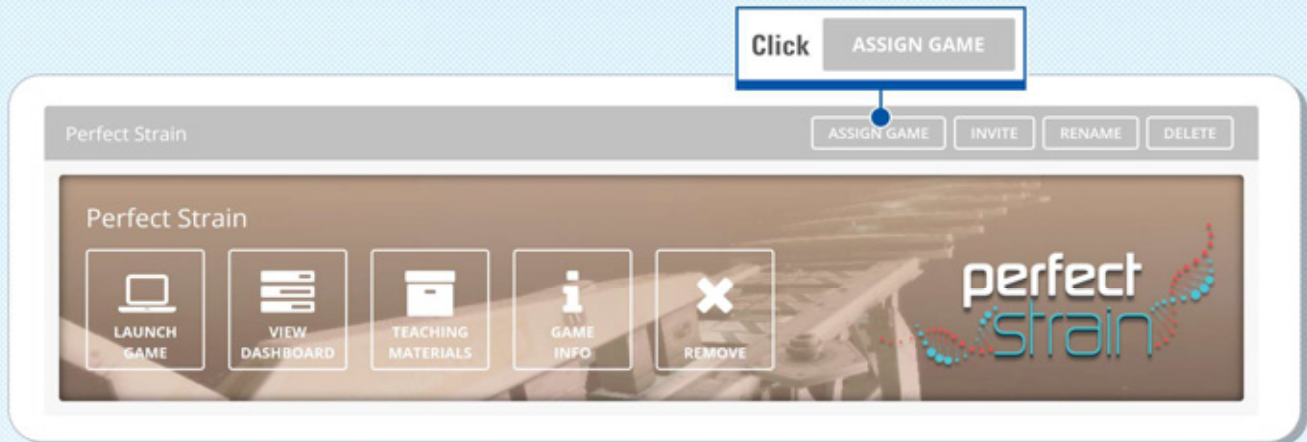 Click ASSIGN GAME
Perfect Strain ASSIGN GAME INVITE RENAME DELETE
Perfect Strain
LAUNCH GAME
VIEW DASHBOARD
TEACHING MATERIALS
GAME INFO
REMOVE
perfect
strain